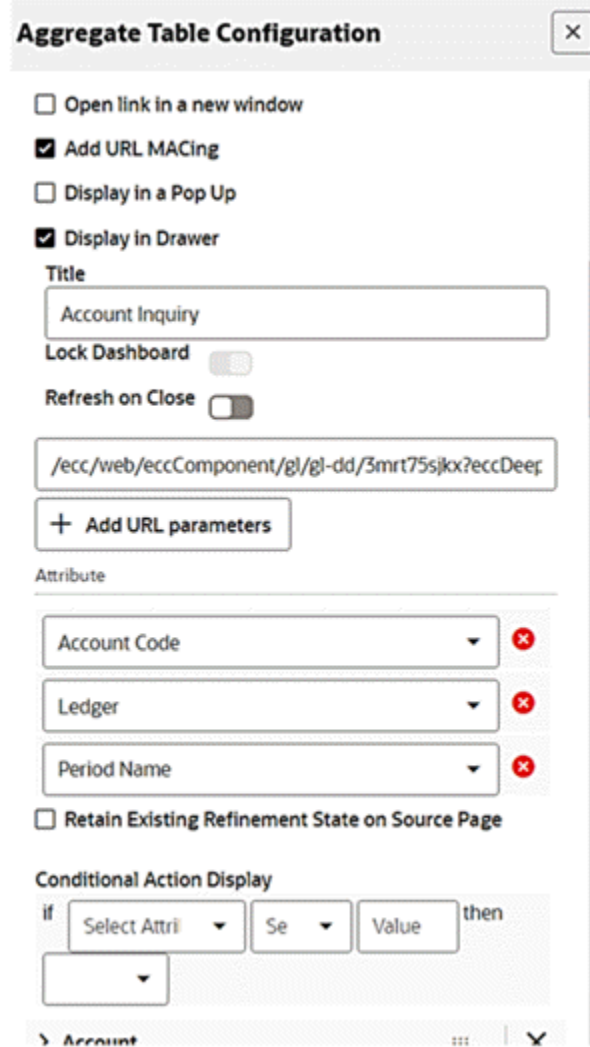 Aggregate Table Configuration
Open link in a new window
Add URL MACing
Display in a Pop Up
Display in Drawer
Title
Account Inquiry
Lock Dashboard
Refresh on Close
/ecc/web/eccComponent/gl/gl-dd/3mrt75sjkx?eccDeep
+ Add URL parameters
Attribute
Account Code
Ledger
Period Name
Retain Existing Refinement State on Source Page
Conditional Action Display
if Select Attri Se Value then
Account